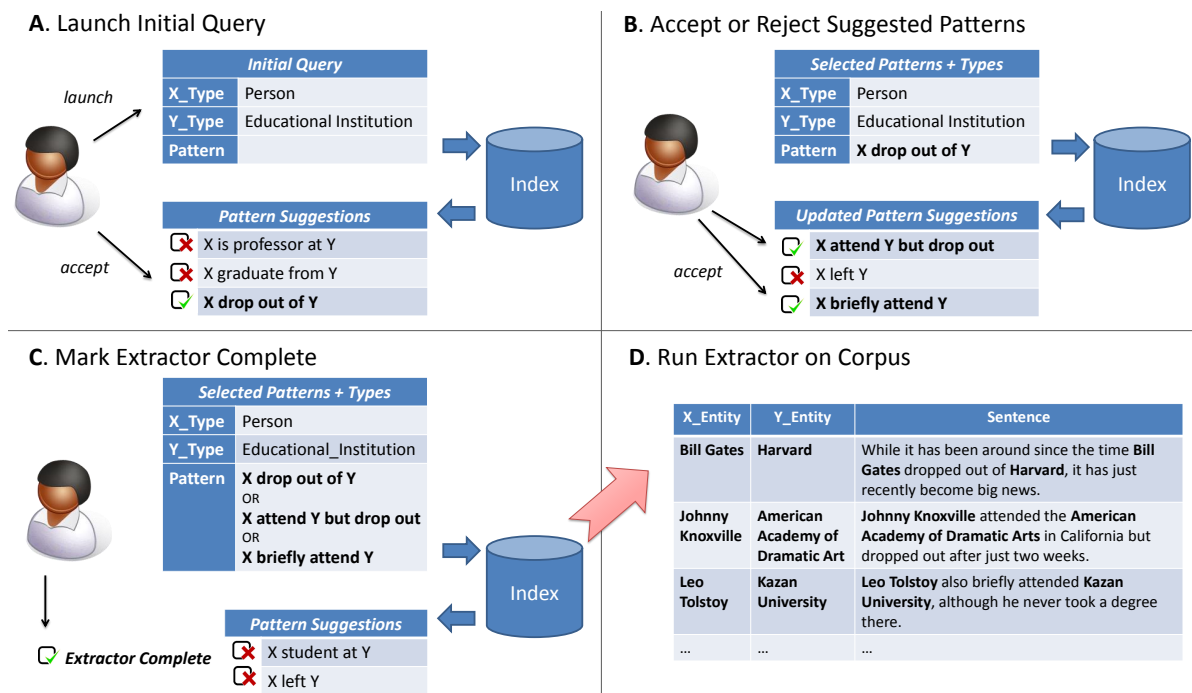 A. Launch Initial Query
launch
Initial Query
X_Type Person
Y_Type Educational Institution
Pattern
Index
Pattern Suggestions
X is professor at Y
X graduate from Y
X drop out of Y
accept
B. Accept or Reject Suggested Patterns
Selected Patterns + Types
X_Type Person
Y_Type Educational Institution
Pattern X drop out of Y
Index
Updated Pattern Suggestions
X attend Y but drop out
X left Y
X briefly attend Y
accept
C. Mark Extractor Complete
Selected Patterns + Types
X_Type Person
Y_Type Educational_Institution
Pattern X drop out of Y
OR
X attend Y but drop out
OR
X briefly attend Y
Index
Pattern Suggestions
X student at Y
X left Y
Extractor Complete
D. Run Extractor on Corpus
X_Entity Y_Entity Sentence
Bill Gates Harvard While it has been around since the time Bill
Gates dropped out of Harvard, it has just
recently become big news.
Johnny American Johnny Knoxville attended the American
Knoxville Academy of Academy of Dramatic Arts in California but
Dramatic Art dropped out after just two weeks.
Leo Kazan Leo Tolstoy also briefly attended Kazan
Tolstoy University University, although he never took a degree
there.
… … …